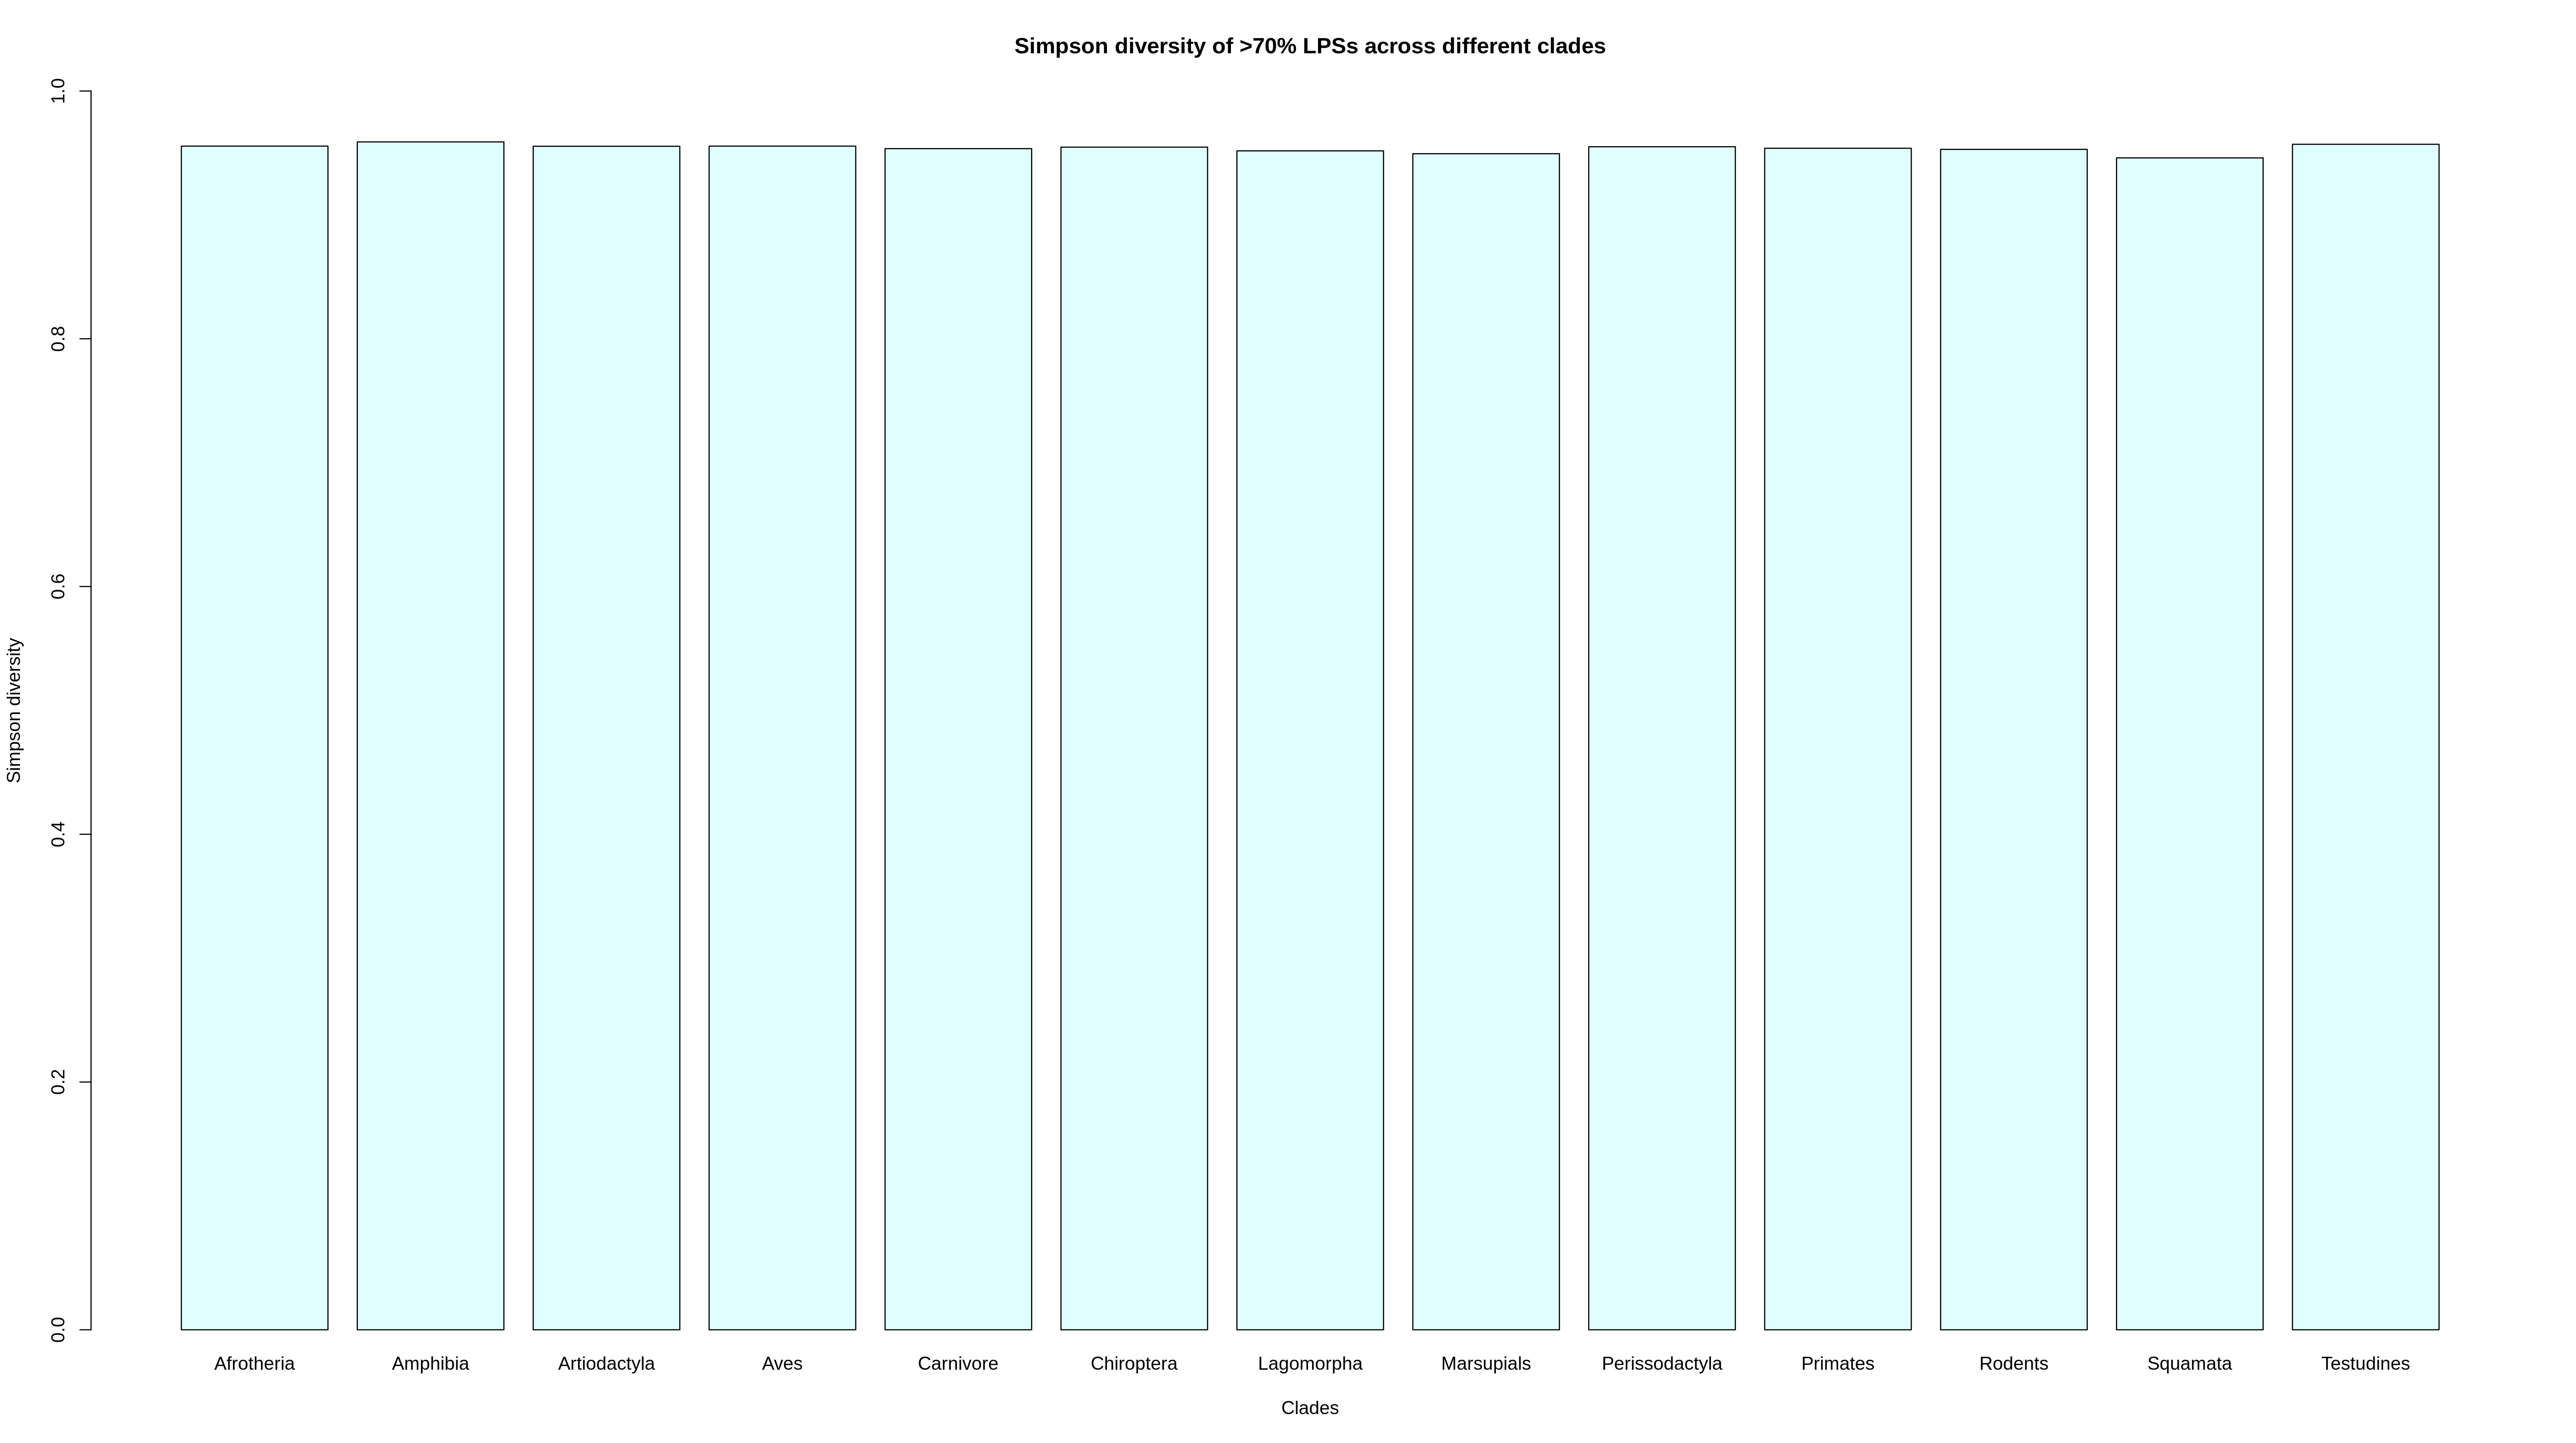 Simpson diversity of >70% LPSs across different clades
Simpson diversity
1.0
0.8
0.6
0.4
0.2
0.0
Afrotheria Amphibia Artiodactyla Aves Carnivore Chiroptera Lagomorpha Marsupials Perissodactyla Primates Rodents Squamata Testudines
Clades